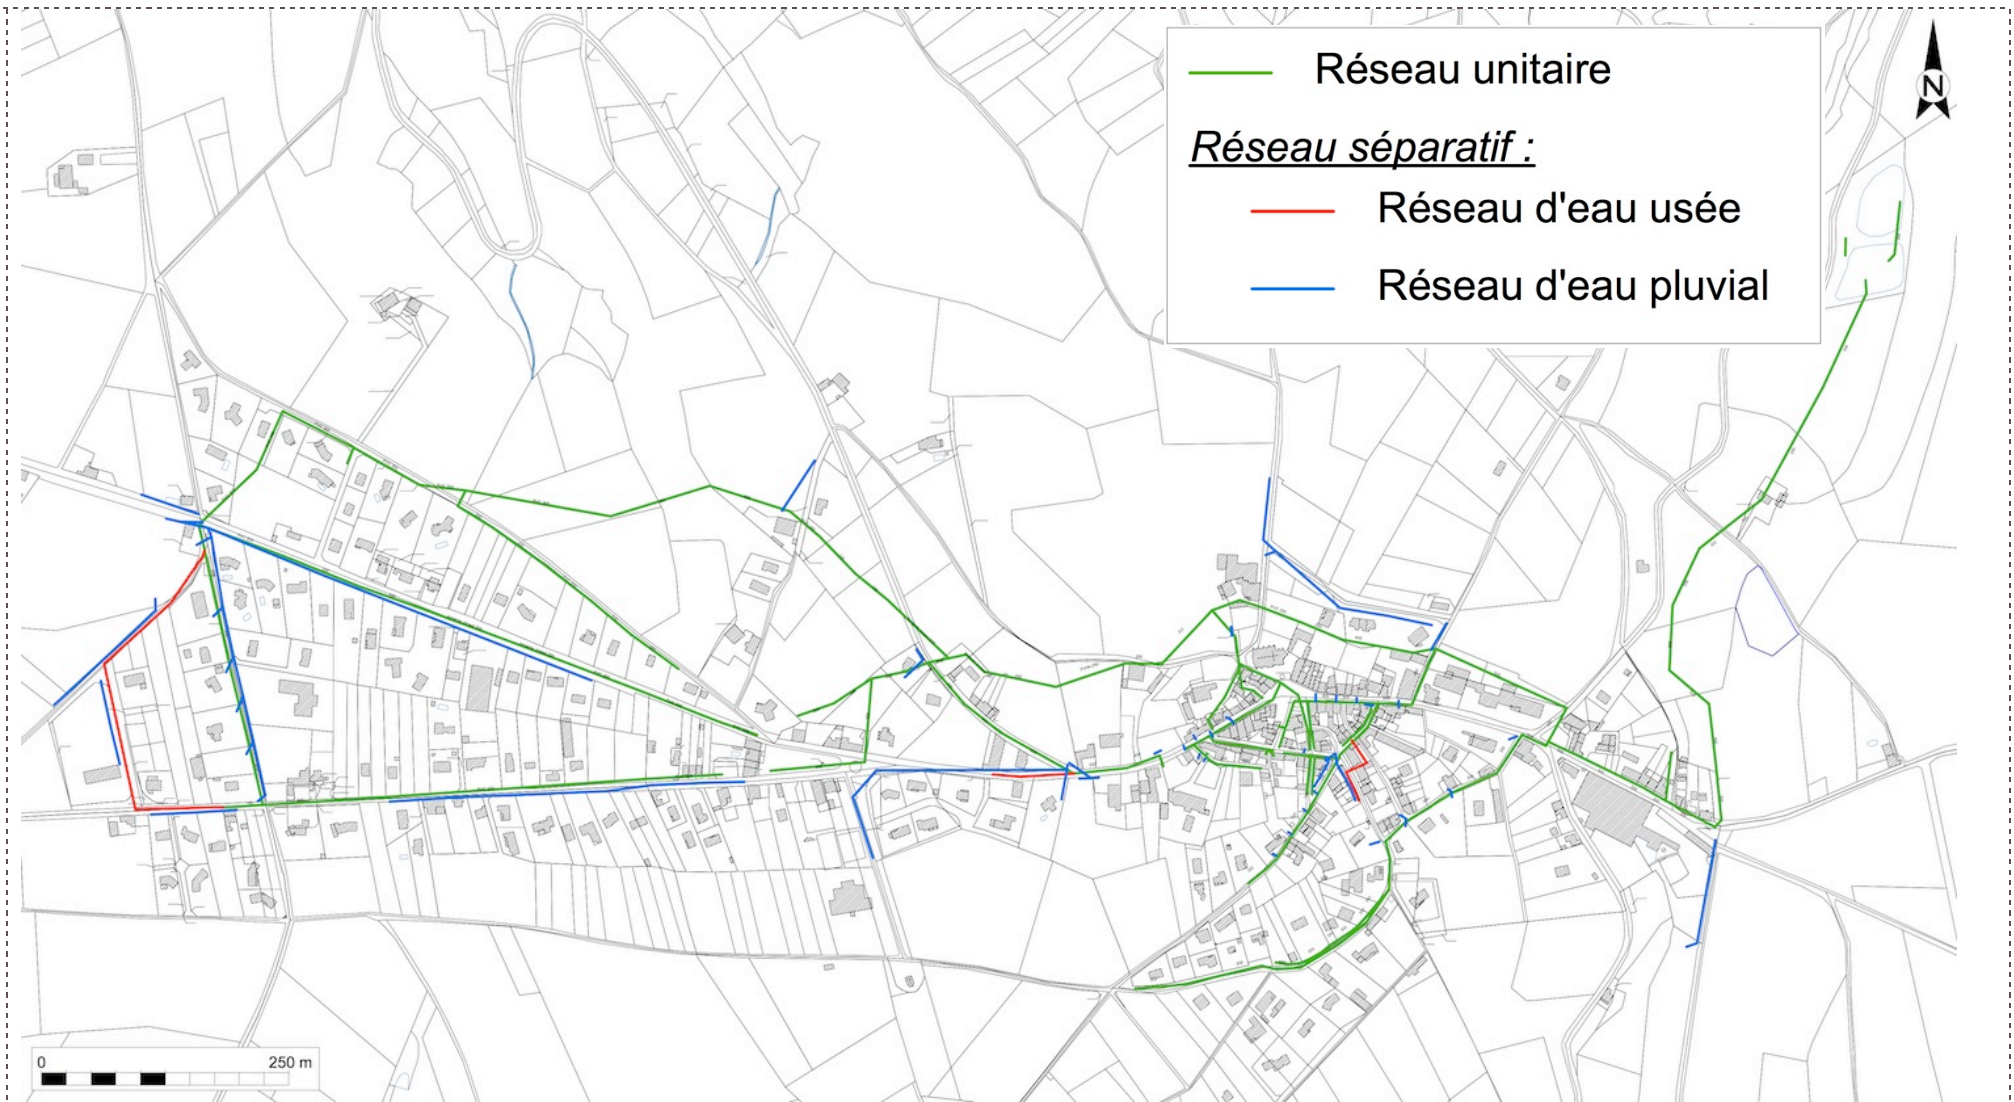 Réseau unitaire
Réseau séparatif :
Réseau d'eau usée
Réseau d'eau pluvial
N
0 250 m